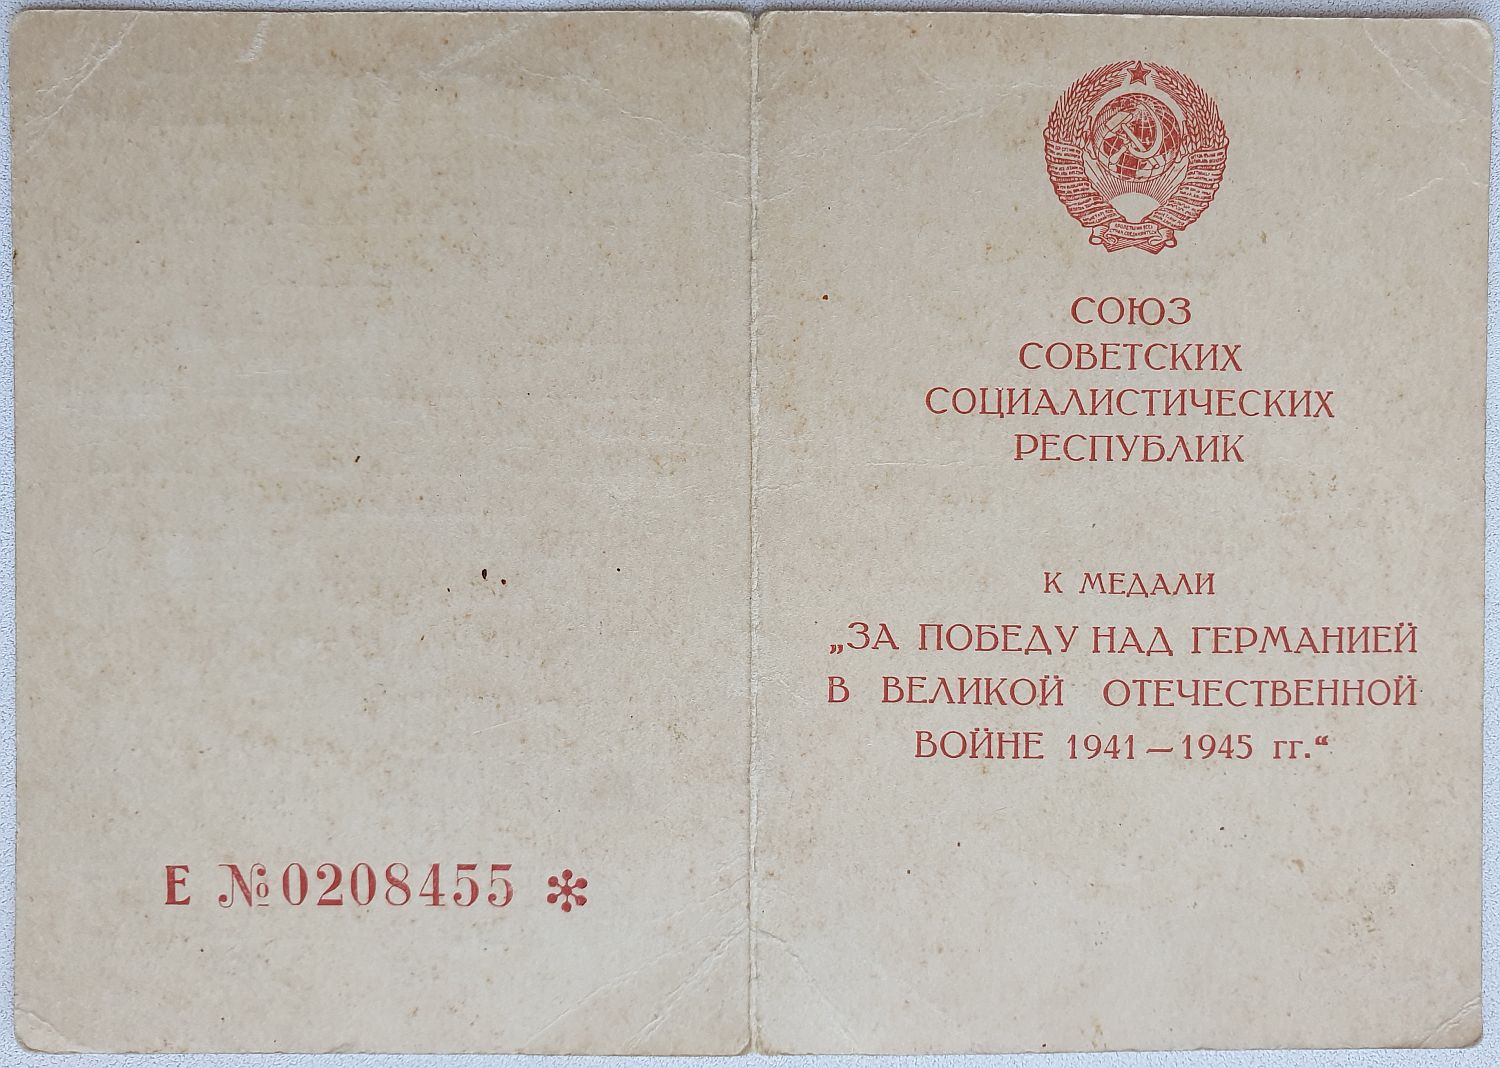 Е №0208455
СОЮЗ
СОВЕТСКИХ
СОЦИАЛИСТИЧЕСКИХ
РЕСПУБЛИК
К МЕДАЛИ
„ЗА ПОБЕДУ НАД ГЕРМАНИЕЙ
В ВЕЛИКОЙ ОТЕЧЕСТВЕННОЙ
ВОЙНЕ 1941 — 1945 гг.“